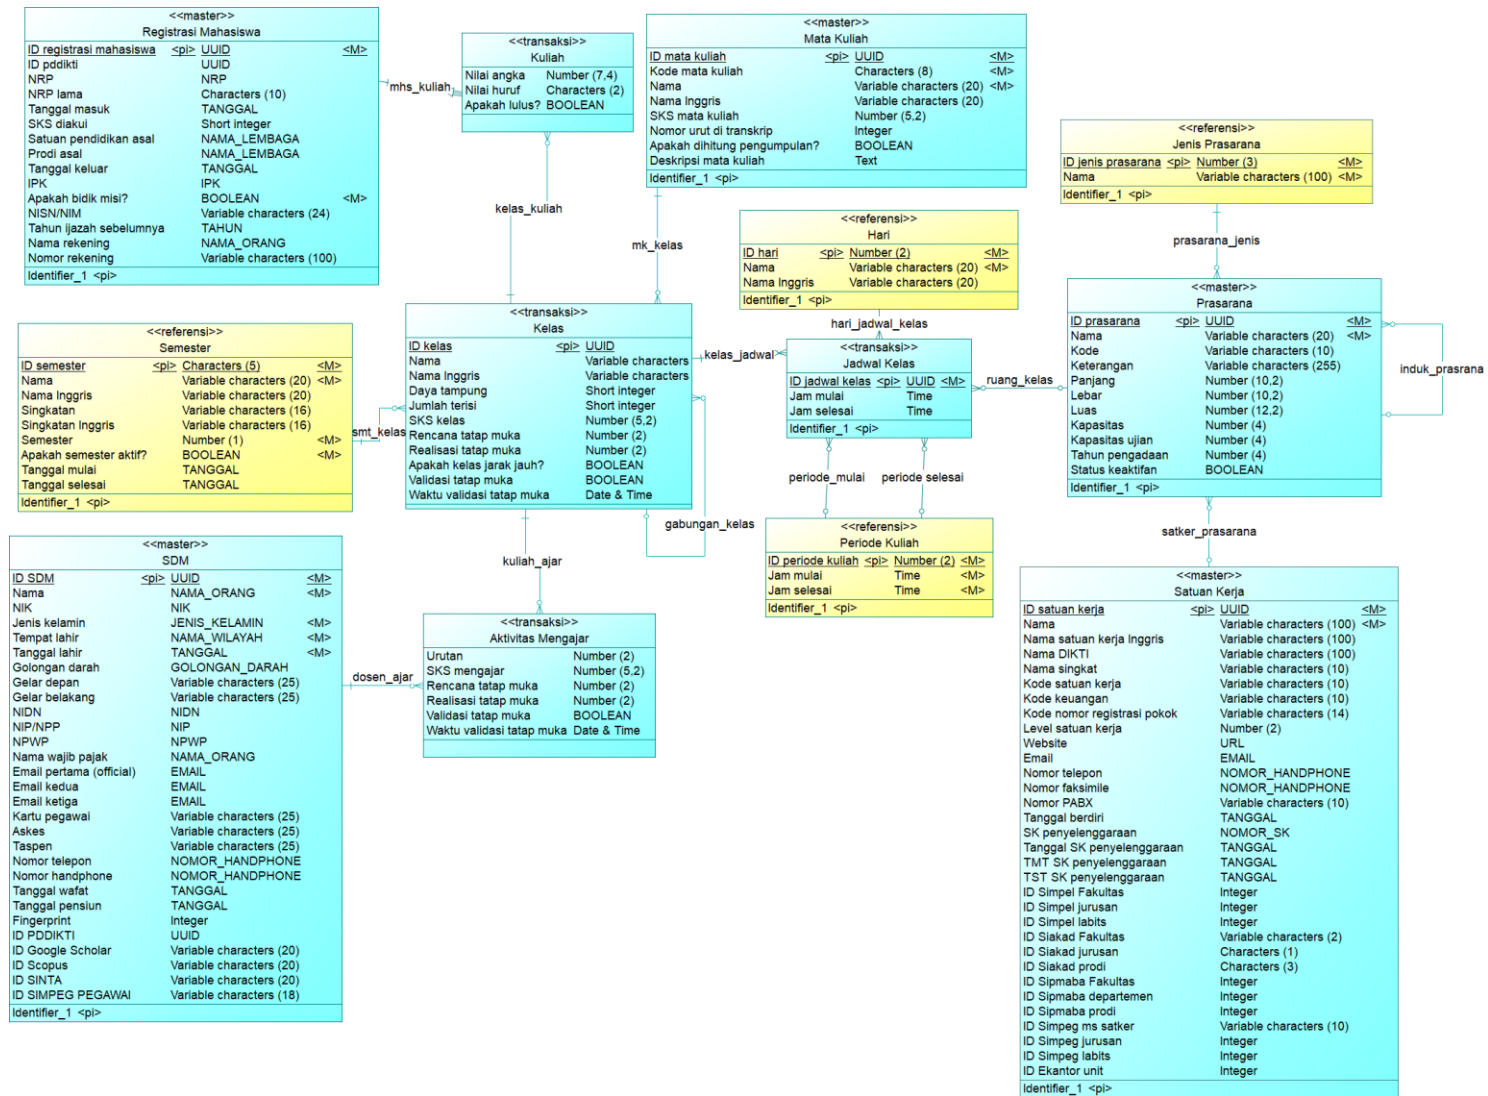 <<master>>
Registrasi Mahasiswa
ID registrasi mahasiswa <pi> UUID <M>
ID pddikti UUID
NRP NRP
NRP lama Characters (10)
Tanggal masuk TANGGAL
SKS diakui Short integer
Satuan pendidikan asal NAMA_LEMBAGA
Prodi asal NAMA_LEMBAGA
Tanggal keluar TANGGAL
IPK IPK
Apakah bidik misi? BOOLEAN <M>
NISN/NIM Variable characters (24)
Tahun ijazah sebelumnya TAHUN
Nama rekening NAMA_ORANG
Nomor rekening Variable characters (100)
Identifier_1 <pi>
mhs_kuliah
<<transaksi>>
Kuliah
Nilai angka Number (7,4)
Nilai huruf Characters (2)
Apakah lulus? BOOLEAN
kelas_kuliah
<<master>>
Mata Kuliah
ID mata kuliah <pi> UUID <M>
Kode mata kuliah Characters (8) <M>
Nama Variable characters (20) <M>
Nama Inggris Variable characters (20)
SKS mata kuliah Number (5,2)
Nomor urut di transkrip Integer
Apakah dihitung pengumpulan? BOOLEAN
Deskripsi mata kuliah Text
Identifier_1 <pi>
mk_kelas
<<referensi>>
Jenis Prasarana
ID jenis prasarana <pi> Number (3) <M>
Nama Variable characters (100) <M>
Identifier_1 <pi>
prasarana_jenis
<<referensi>>
Hari
ID hari <pi> Number (2) <M>
Nama Variable characters (20) <M>
Nama Inggris Variable characters (20)
Identifier_1 <pi>
hari_jadwal_kelas
<<master>>
Prasarana
ID prasarana <pi> UUID <M>
Nama Variable characters (20) <M>
Kode Variable characters (10)
Keterangan Variable characters (255)
Panjang Number (10,2)
Lebar Number (10,2)
Luas Number (12,2)
Kapasitas Number (4)
Kapasitas ujian Number (4)
Tahun pengadaan Number (4)
Status keaktifan BOOLEAN
Identifier_1 <pi>
induk_prasrana
satker_prasarana
<<referensi>>
Semester
ID semester <pi> Characters (5) <M>
Nama Variable characters (20) <M>
Nama Inggris Variable characters (20)
Singkatan Variable characters (16)
Singkatan Inggris Variable characters (16)
Semester Number (1) <M>
Apakah semester aktif? BOOLEAN <M>
Tanggal mulai TANGGAL
Tanggal selesai TANGGAL
Identifier_1 <pi>
smt_kelas
<<transaksi>>
Kelas
ID kelas <pi> UUID
Nama Variable characters
Nama Inggris Variable characters
Daya tampung Short integer
Jumlah terisi Short integer
SKS kelas Number (5,2)
Rencana tatap muka Number (2)
Realisasi tatap muka Number (2)
Apakah kelas jarak jauh? BOOLEAN
Validasi tatap muka BOOLEAN
Waktu validasi tatap muka Date & Time
kelas_jadwal
gabungan_kelas
kuliah_ajar
<<transaksi>>
Jadwal Kelas
ID jadwal kelas <pi> UUID <M>
Jam mulai Time
Jam selesai Time
Identifier_1 <pi>
ruang_kelas
periode_mulai
periode selesai
<<referensi>>
Periode Kuliah
ID periode kuliah <pi> Number (2) <M>
Jam mulai Time <M>
Jam selesai Time <M>
Identifier_1 <pi>
<<master>>
SDM
ID SDM <pi> UUID <M>
Nama NAMA_ORANG <M>
NIK NIK
Jenis kelamin JENIS_KELAMIN <M>
Tempat lahir NAMA_WILAYAH <M>
Tanggal lahir TANGGAL <M>
Golongan darah GOLONGAN_DARAH
Gelar depan Variable characters (25)
Gelar belakang Variable characters (25)
NIDN NIDN
NIP/NPP NIP
NPWP NPWP
Nama wajib pajak NAMA_ORANG
Email pertama (official) EMAIL
Email kedua EMAIL
Email ketiga EMAIL
Kartu pegawai Variable characters (25)
Askes Variable characters (25)
Taspen Variable characters (25)
Nomor telepon NOMOR_HANDPHONE
Nomor handphone NOMOR_HANDPHONE
Tanggal wafat TANGGAL
Tanggal pensiun TANGGAL
Fingerprint Integer
ID PDDIKTI UUID
ID Google Scholar Variable characters (20)
ID Scopus Variable characters (20)
ID SINTA Variable characters (20)
ID SIMPEG PEGAWAI Variable characters (18)
Identifier_1 <pi>
dosen_ajar
<<transaksi>>
Aktivitas Mengajar
Urutan Number (2)
SKS mengajar Number (5,2)
Rencana tatap muka Number (2)
Realisasi tatap muka Number (2)
Validasi tatap muka BOOLEAN
Waktu validasi tatap muka Date & Time
<<master>>
Satuan Kerja
ID satuan kerja <pi> UUID <M>
Nama Variable characters (100) <M>
Nama satuan kerja Inggris Variable characters (100)
Nama DIKTI Variable characters (100)
Nama singkat Variable characters (10)
Kode satuan kerja Variable characters (10)
Kode keuangan Variable characters (10)
Kode nomor registrasi pokok Variable characters (14)
Level satuan kerja Number (2)
Website URL
Email EMAIL
Nomor telepon NOMOR_HANDPHONE
Nomor faksimile NOMOR_HANDPHONE
Nomor PABX Variable characters (10)
Tanggal berdiri TANGGAL
SK penyelenggaraan NOMOR_SK
Tanggal SK penyelenggaraan TANGGAL
TMT SK penyelenggaraan TANGGAL
TST SK penyelenggaraan TANGGAL
ID Simpel Fakultas Integer
ID Simpel jurusan Integer
ID Simpel labits Integer
ID Siakad Fakultas Variable characters (2)
ID Siakad jurusan Characters (1)
ID Siakad prodi Characters (3)
ID Sipmaba Fakultas Integer
ID Sipmaba departemen Integer
ID Sipmaba prodi Integer
ID Simpeg ms satker Variable characters (10)
ID Simpeg jurusan Integer
ID Simpeg labits Integer
ID Ekantor unit Integer
Identifier_1 <pi>